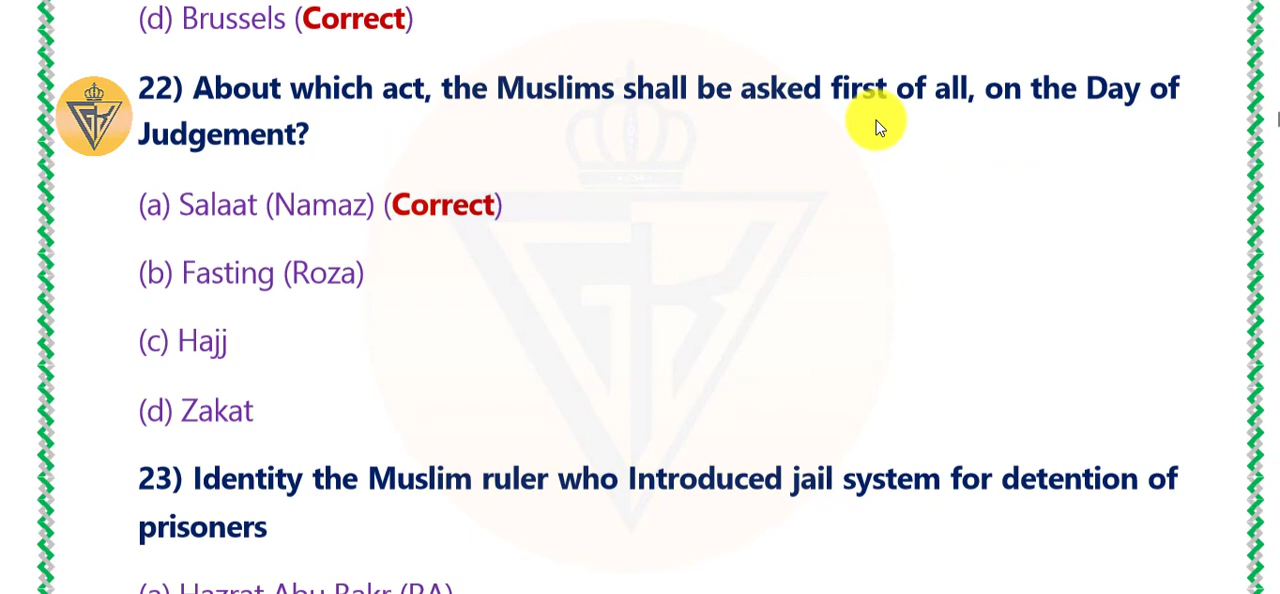 (d) Brussels (Correct)
22) About which act, the Muslims shall be asked first of all, on the Day of
Judgement?
(a) Salaat (Namaz) (Correct)
(b) Fasting (Roza)
(c) Hajj
(d) Zakat
23) Identity the Muslim ruler who Introduced jail system for detention of
prisoners
(a) Hazrat Abu Bakr (RA)